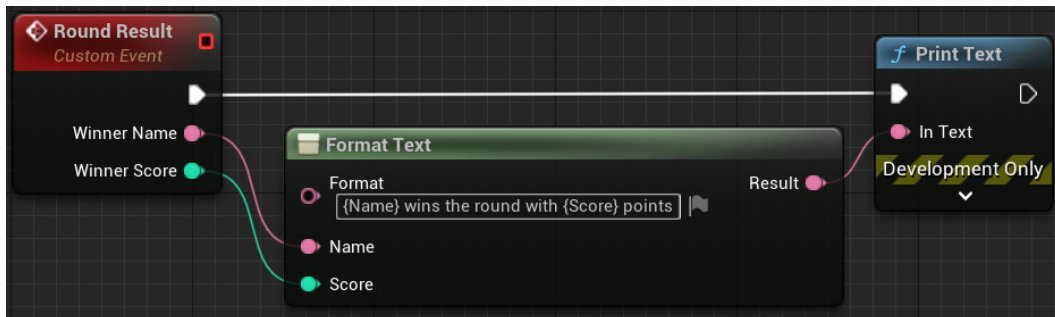 Round Result
Custom Event
Winner Name
Winner Score
Format Text
Format
{Name} wins the round with {Score} points
Result
Name
Score
Print Text
In Text
Development Only